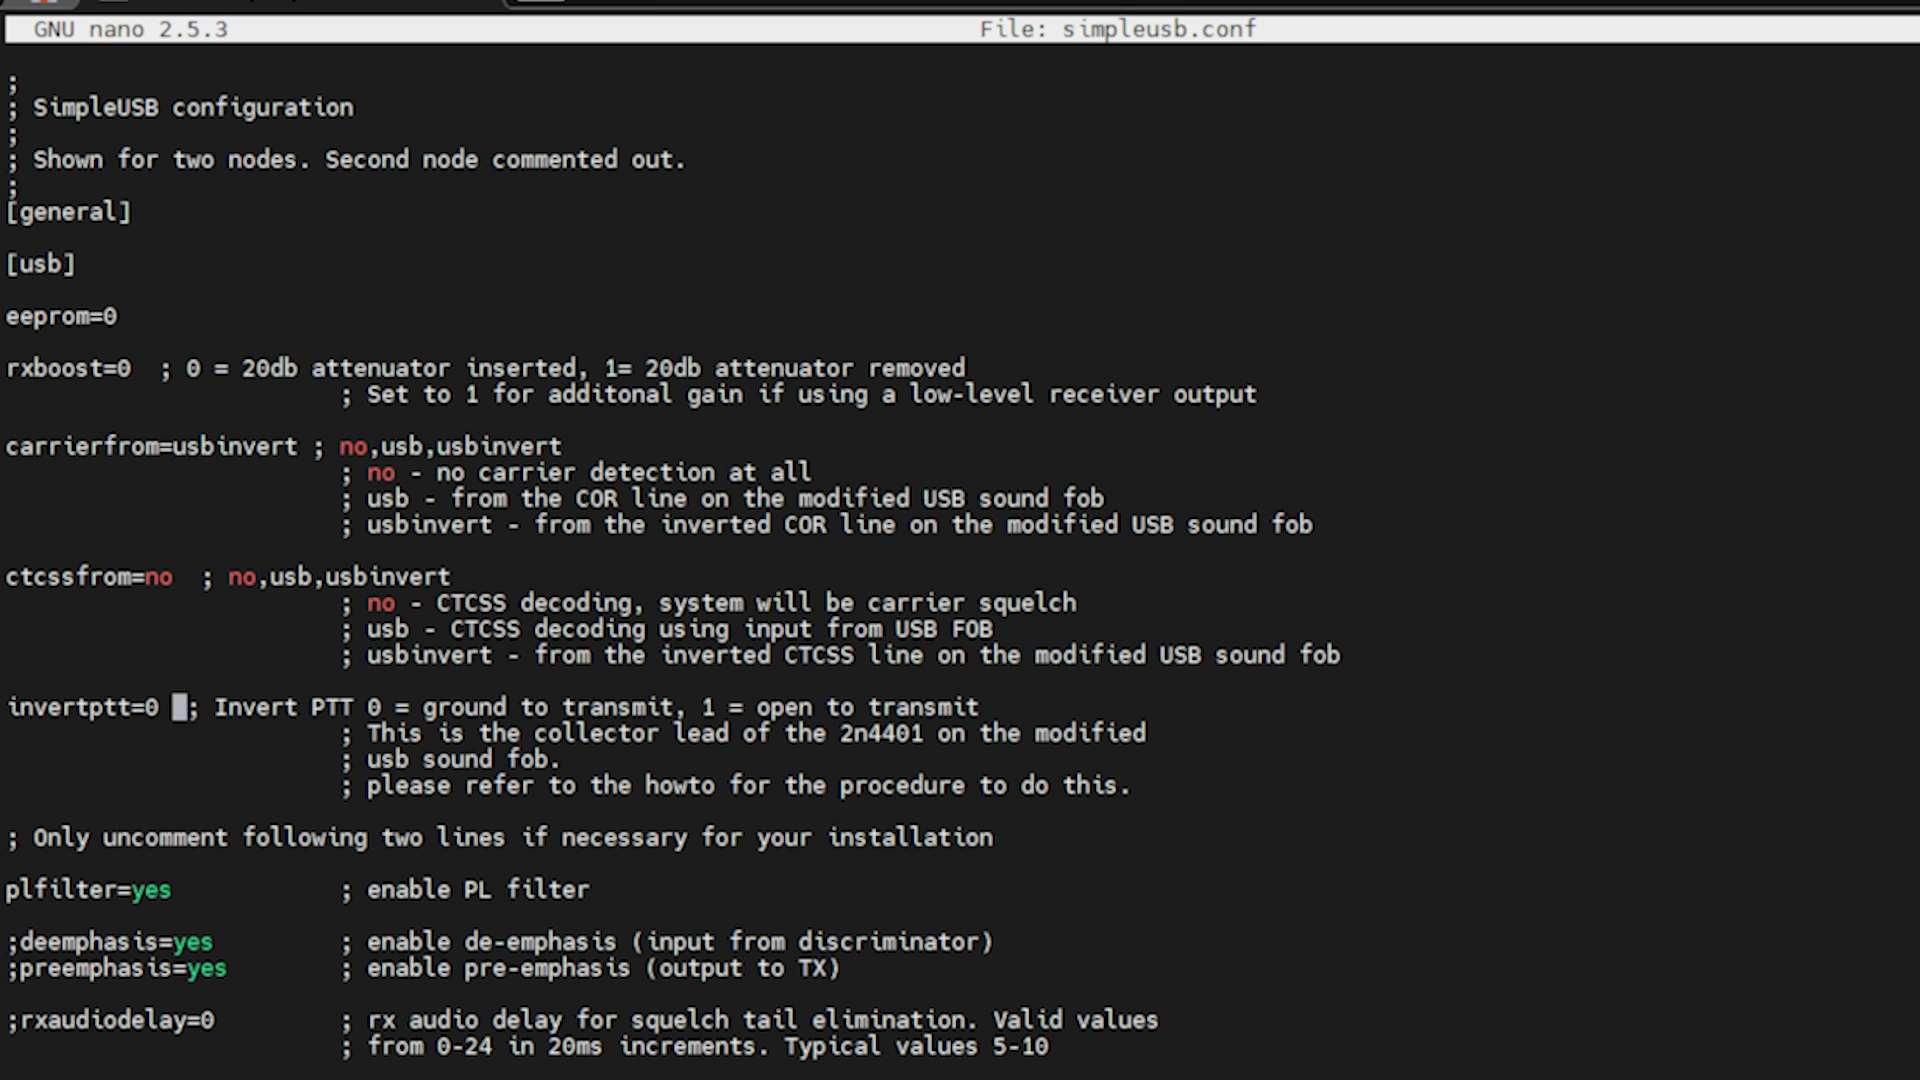 GNU nano 2.5.3 File: simpleusb.conf
;
; SimpleUSB configuration
;
; Shown for two nodes. Second node commented out.
;
[general]
[usb]
eeprom=0
rxboost=0 ; 0 = 20db attenuator inserted, 1= 20db attenuator removed
; Set to 1 for additonal gain if using a low-level receiver output
carrierfrom=usbinvert ; no,usb,usbinvert
; no - no carrier detection at all
; usb - from the COR line on the modified USB sound fob
; usbinvert - from the inverted COR line on the modified USB sound fob
ctcssfrom=no ; no,usb,usbinvert
; no - CTCSS decoding, system will be carrier squelch
; usb - CTCSS decoding using input from USB FOB
; usbinvert - from the inverted CTCSS line on the modified USB sound fob
invertptt=0 ; Invert PTT 0 = ground to transmit, 1 = open to transmit
; This is the collector lead of the 2n4401 on the modified
; usb sound fob.
; please refer to the howto for the procedure to do this.
; Only uncomment following two lines if necessary for your installation
plfilter=yes ; enable PL filter
;deemphasis=yes ; enable de-emphasis (input from discriminator)
;preemphasis=yes ; enable pre-emphasis (output to TX)
;rxaudiodelay=0 ; rx audio delay for squelch tail elimination. Valid values
; from 0-24 in 20ms increments. Typical values 5-10